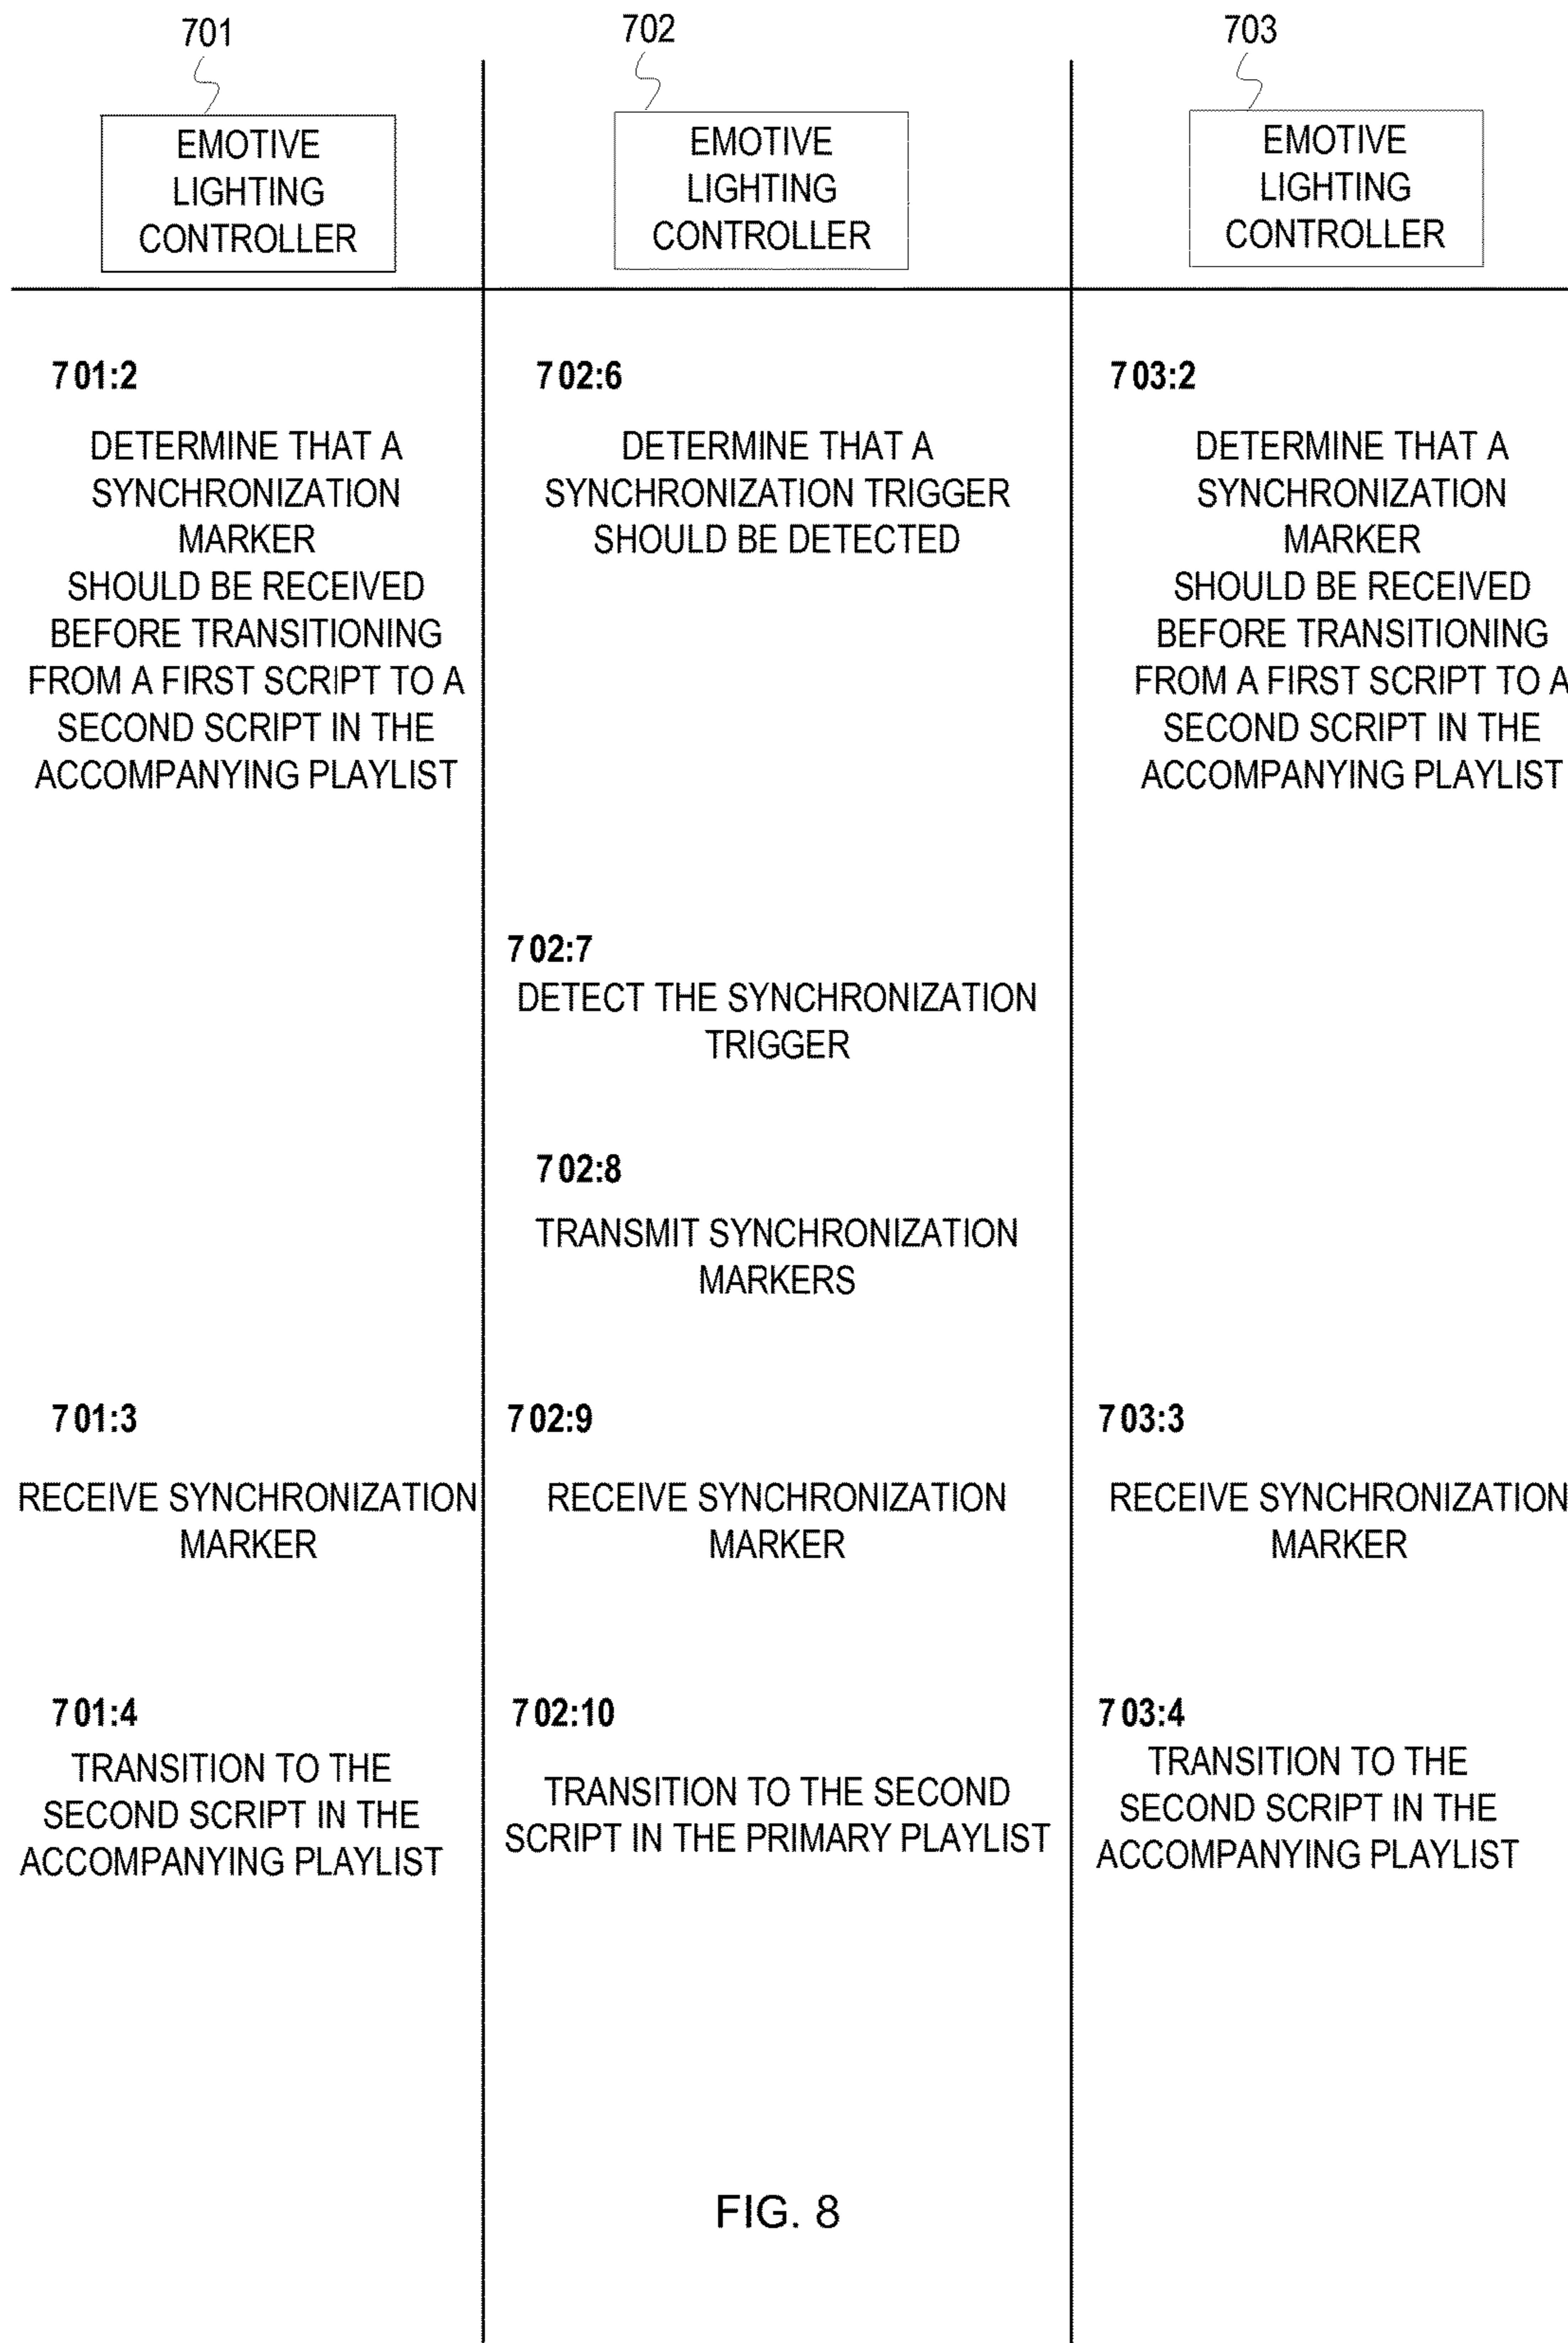 701
702
703
EMOTIVE
LIGHTING
CONTROLLER
EMOTIVE
LIGHTING
CONTROLLER
EMOTIVE
LIGHTING
CONTROLLER
701:2
DETERMINE THAT A
SYNCHRONIZATION
MARKER
SHOULD BE RECEIVED
BEFORE TRANSITIONING
FROM A FIRST SCRIPT TO A
SECOND SCRIPT IN THE
ACCOMPANYING PLAYLIST
702:6
DETERMINE THAT A
SYNCHRONIZATION TRIGGER
SHOULD BE DETECTED
703:2
DETERMINE THAT A
SYNCHRONIZATION
MARKER
SHOULD BE RECEIVED
BEFORE TRANSITIONING
FROM A FIRST SCRIPT TO A
SECOND SCRIPT IN THE
ACCOMPANYING PLAYLIST
702:7
DETECT THE SYNCHRONIZATION
TRIGGER
702:8
TRANSMIT SYNCHRONIZATION
MARKERS
701:3
RECEIVE SYNCHRONIZATION
MARKER
702:9
RECEIVE SYNCHRONIZATION
MARKER
703:3
RECEIVE SYNCHRONIZATION
MARKER
701:4
TRANSITION TO THE
SECOND SCRIPT IN THE
ACCOMPANYING PLAYLIST
702:10
TRANSITION TO THE SECOND
SCRIPT IN THE PRIMARY PLAYLIST
703:4
TRANSITION TO THE
SECOND SCRIPT IN THE
ACCOMPANYING PLAYLIST
FIG. 8